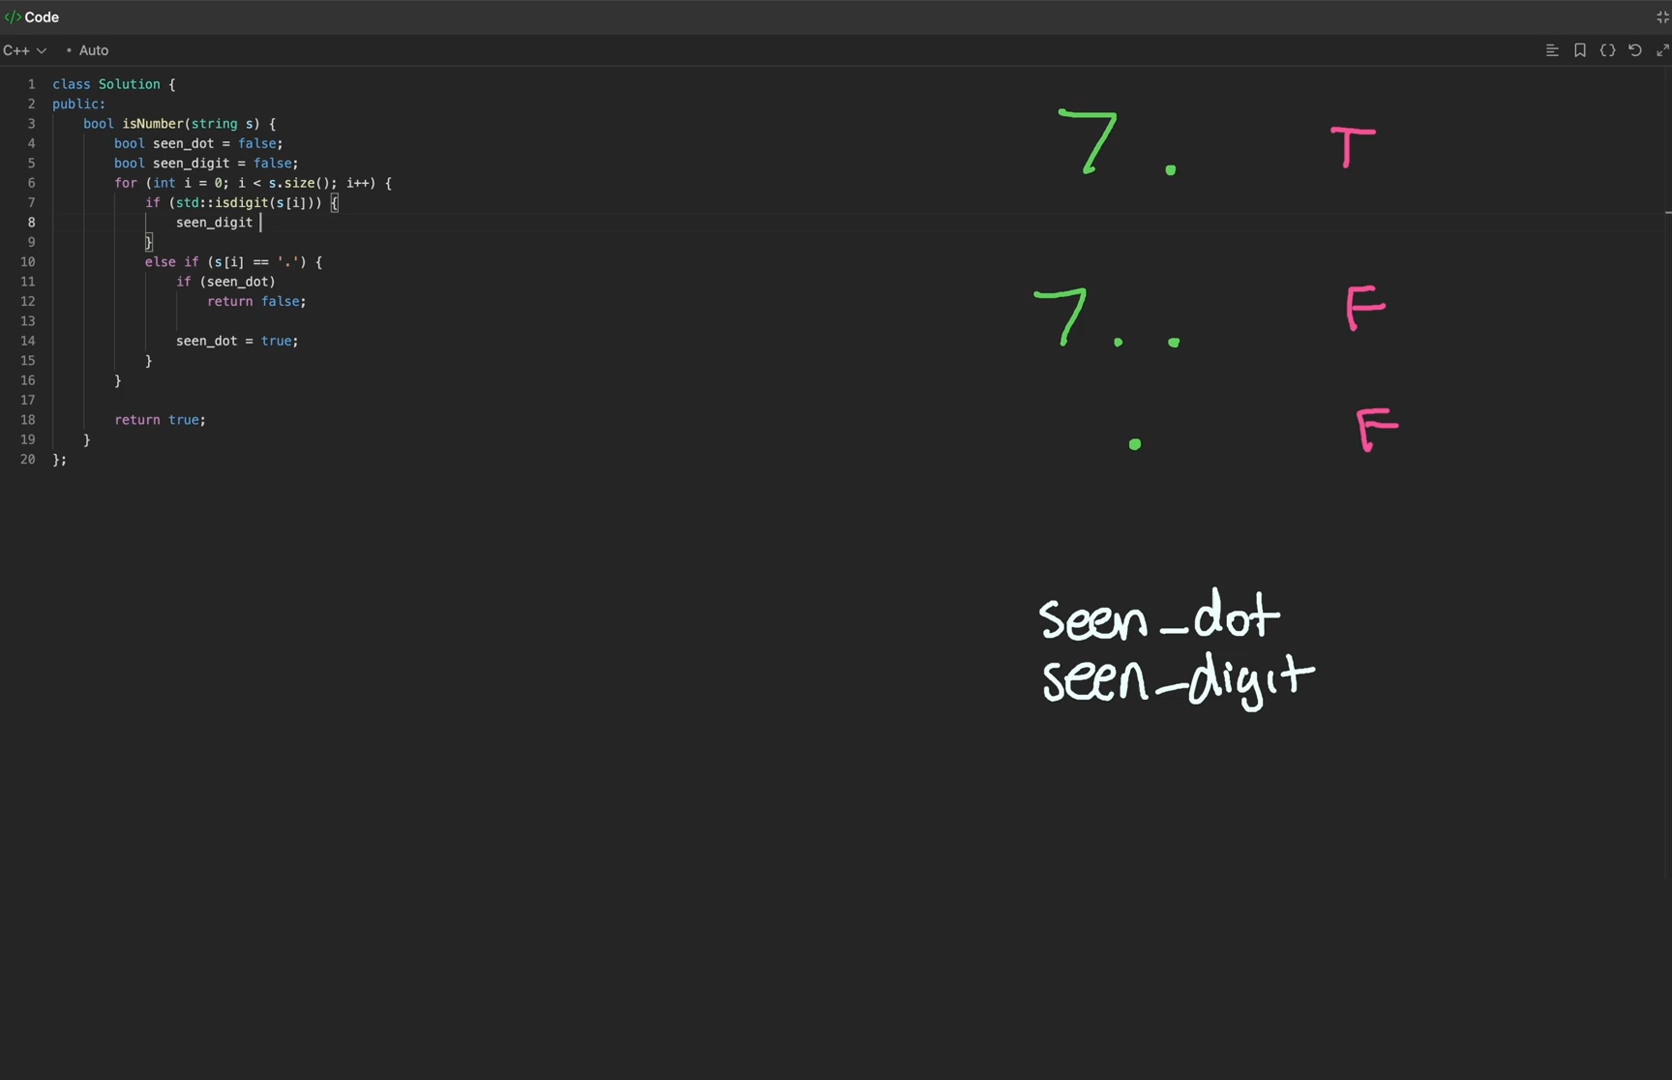 </> Code
C++ • Auto
1 class Solution {
2 public:
3 bool isNumber(string s) {
4 bool seen_dot = false;
5 bool seen_digit = false;
6 for (int i = 0; i < s.size(); i++) {
7 if (std::isdigit(s[i])) {
8 seen_digit
9 }
10 else if (s[i] == '.') {
11 if (seen_dot)
12 return false;
13
14 seen_dot = true;
15 }
16 }
17
18 return true;
19 }
20 };
7. T
7.. F
. F
seen_dot
seen_digit